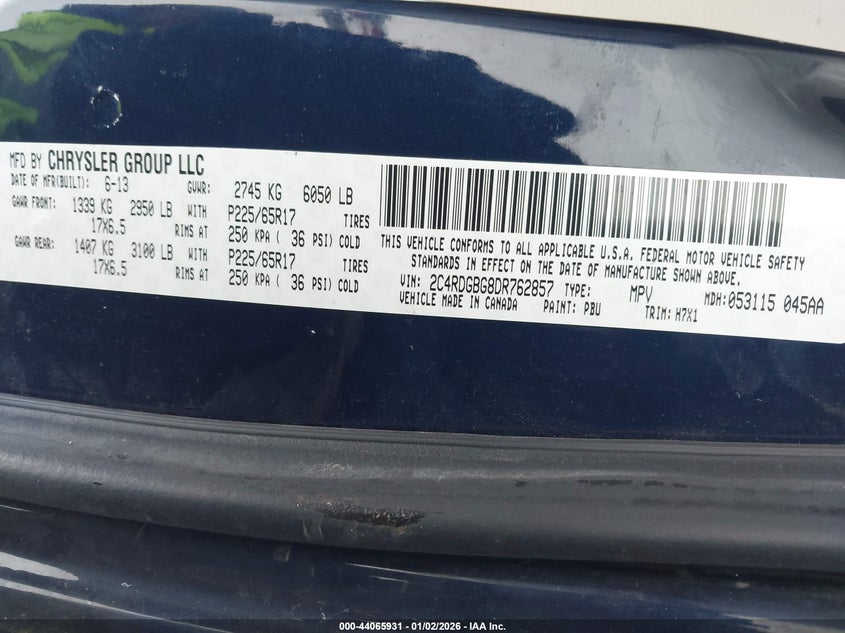 MFD BY CHRYSLER GROUP LLC
DATE OF MFR(BUILT): 6-13 GVWR: 2745 KG 6050 LB
GAWR FRONT: 1339 KG 2950 LB WITH P225/65R17 TIRES
17X6.5 RIMS AT 250 KPA ( 36 PSI) COLD
GAWR REAR: 1407 KG 3100 LB WITH P225/65R17 TIRES
17X6.5 RIMS AT 250 KPA ( 36 PSI) COLD
THIS VEHICLE CONFORMS TO ALL APPLICABLE U.S.A. FEDERAL MOTOR VEHICLE SAFETY
STANDARDS IN EFFECT ON THE DATE OF MANUFACTURE SHOWN ABOVE.
VIN: 2C4RDGBG8DR762857 TYPE: MPV MDH: 053115 045AA
VEHICLE MADE IN CANADA PAINT: PBU TRIM: H7X1
000-44065931 - 01/02/2026 - IAA Inc.